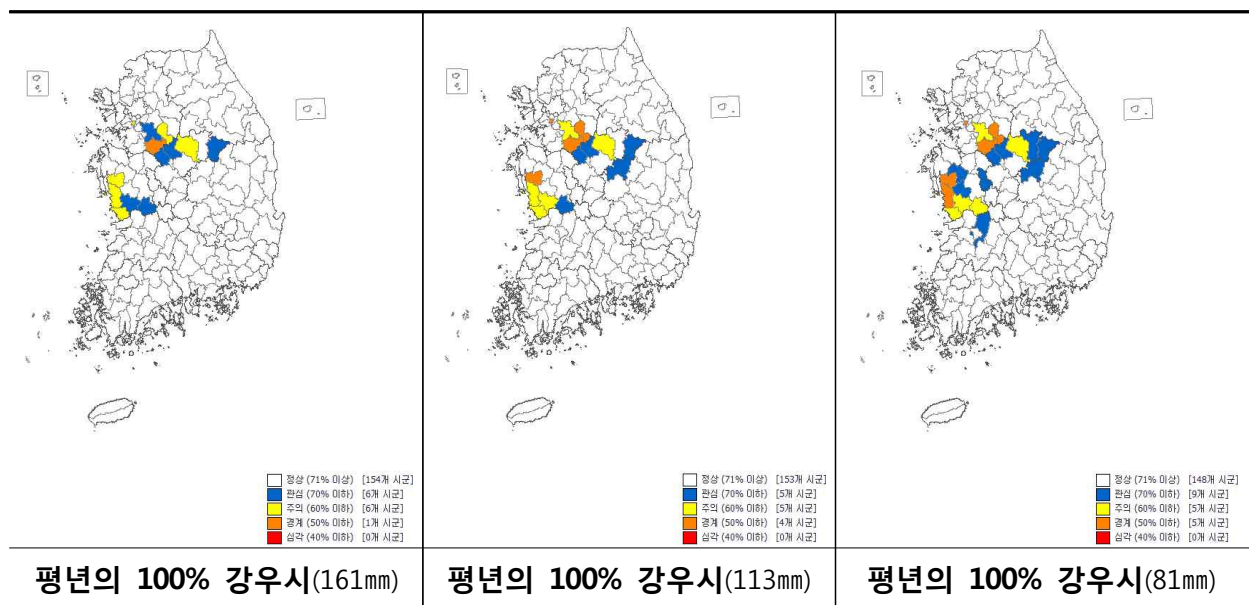 정상 (71% 이상) [154개 시군]
관심 (70% 이하) [6개 시군]
주의 (60% 이하) [6개 시군]
경계 (50% 이하) [1개 시군]
심각 (40% 이하) [0개 시군]
평년의 100% 강우시(161㎜)
정상 (71% 이상) [153개 시군]
관심 (70% 이하) [5개 시군]
주의 (60% 이하) [5개 시군]
경계 (50% 이하) [4개 시군]
심각 (40% 이하) [0개 시군]
평년의 100% 강우시(113㎜)
정상 (71% 이상) [148개 시군]
관심 (70% 이하) [9개 시군]
주의 (60% 이하) [5개 시군]
경계 (50% 이하) [5개 시군]
심각 (40% 이하) [0개 시군]
평년의 100% 강우시(81㎜)